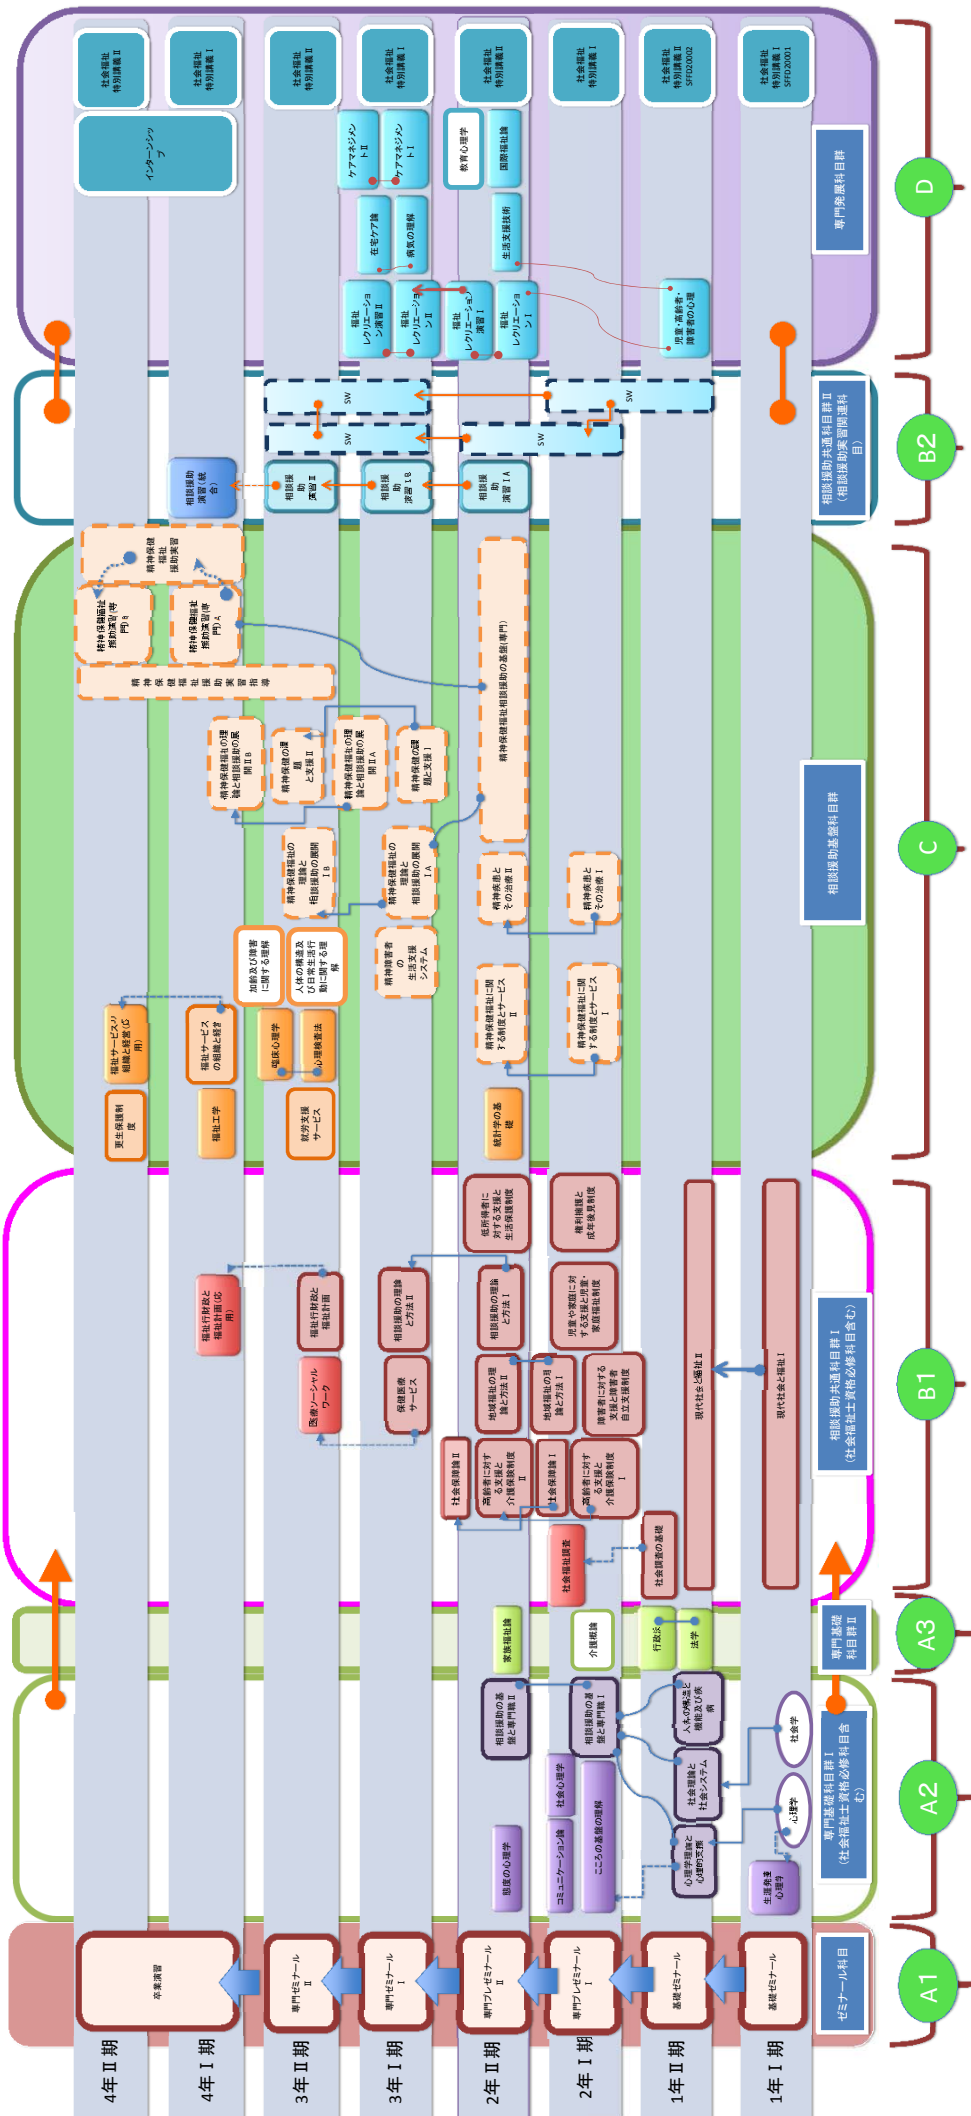 4年Ⅱ期
卒業演習
更生保護制
度
福祉サービスの
組織と経営(応
用)
精神保健福祉援助実習指導
精神保健福祉
援助演習(専
門)B
精神保健
福祉
援助実習
インターンシッ
プ
社会福祉
特別講義Ⅱ
4年Ⅰ期
福祉行財政と
福祉計画(応
用)
福祉工学
福祉サービス
の組織と経営
精神保健福祉の理
論と相談援助の展
開ⅡB
精神保健福祉
援助演習(専
門)A
相談援助
演習(統
合)
社会福祉
特別講義Ⅰ
3年Ⅱ期
専門ゼミナール
Ⅱ
医療ソーシャル
ワーク
福祉行財政と
福祉計画
就労支援
サービス
臨床心理学
心理検査法
加齢及び障害
に関する理解
人体の構造及
び日常生活行
動に関する理
解
精神保健福祉の
理論と
相談援助の展開
ⅠB
精神保健の課
題
と支援Ⅱ
相談援
助
演習Ⅱ
SW
SW
社会福祉
特別講義Ⅱ
3年Ⅰ期
専門ゼミナール
Ⅰ
保健医療
サービス
相談援助の理論
と方法Ⅱ
精神障害者
の
生活支援
システム
精神保健福祉の
理論と
相談援助の展開
ⅠA
精神保健福祉の理
論と相談援助の展
開ⅡA
精神保健の課
題と支援Ⅰ
相談援
助
演習ⅠB
福祉
レクリエーショ
ン演習Ⅱ
福祉
レクリエーショ
ンⅡ
在宅ケア論
病気の理解
ケアマネジメン
トⅡ
ケアマネジメン
トⅠ
社会福祉
特別講義Ⅰ
2年Ⅱ期
専門プレゼミナール
Ⅱ
態度の心理学
相談援助の基
盤と専門職Ⅱ
家族福祉論
社会保障論Ⅱ
高齢者に対す
る支援と
介護保険制度
Ⅱ
地域福祉の理
論と方法Ⅱ
相談援助の理論
と方法Ⅰ
低所得者に
対する支援と
生活保護制度
統計学の基
礎
精神保健福祉に関
する制度とサービス
Ⅱ
精神疾患と
その治療Ⅱ
精神保健福祉相談援助の基盤(専門)
相談援
助
演習ⅠA
SW
福祉
レクリエーション
演習Ⅰ
福祉
レクリエーショ
ンⅠ
生活支援技術
教育心理学
国際福祉論
社会福祉
特別講義Ⅱ
2年Ⅰ期
専門プレゼミナール
Ⅰ
コミュニケーション論
社会心理学
こころの基盤の理解
相談援助の基
盤と専門職Ⅰ
介護概論
社会福祉調査
社会保障論Ⅰ
高齢者に対す
る支援と
介護保険制度
Ⅰ
地域福祉の理
論と方法Ⅰ
障害者に対する
支援と障害者
自立支援制度
児童や家庭に対
する支援と児童・
家庭福祉制度
権利擁護と
成年後見制度
精神保健福祉に関
する制度とサービス
Ⅰ
精神疾患と
その治療Ⅰ
SW
社会福祉
特別講義Ⅰ
1年Ⅱ期
基礎ゼミナール
心理学理論と
心理的支援
社会理論と
社会システム
人体の構造と
機能及び疾
病
行政法
法学
社会調査の基礎
現代社会と福祉Ⅱ
児童・高齢者・
障害者の心理
社会福祉
特別講義Ⅱ
SFFD20002
1年Ⅰ期
基礎ゼミナール
生涯発達
心理学
心理学
社会学
現代社会と福祉Ⅰ
社会福祉
特別講義Ⅰ
SFFD20001
ゼミナール科目
専門基礎科目群Ⅰ
(社会福祉士資格必修科目含
む)
専門基礎
科目群Ⅱ
相談援助共通科目群Ⅰ
(社会福祉士資格必修科目含む)
相談援助基盤科目群
相談援助共通科目群Ⅱ
(相談援助実習関連科
目)
専門発展科目群
A1
A2
A3
B1
C
B2
D